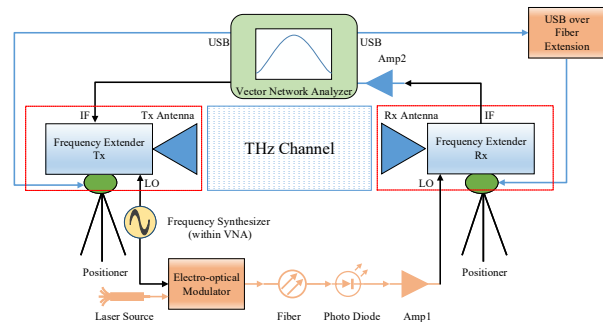 USB
USB
USB over
Fiber
Extension
Amp2
Vector Network Analyzer
IF
Tx Antenna
Rx Antenna
IF
Frequency Extender
Tx
THz Channel
Frequency Extender
Rx
LO
LO
Frequency Synthesizer
(within VNA)
Positioner
Positioner
Electro-optical
Modulator
Laser Source
Fiber
Photo Diode
Amp1